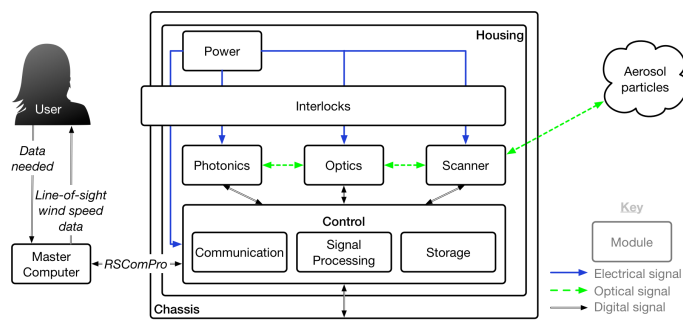 Housing
Power
Interlocks
User
Aerosol
particles
Photonics
Optics
Scanner
Data
needed
Line-of-sight
wind speed
data
Control
Communication
Signal
Processing
Storage
Master
Computer
RSComPro
Chassis
Key
Module
Electrical signal
Optical signal
Digital signal